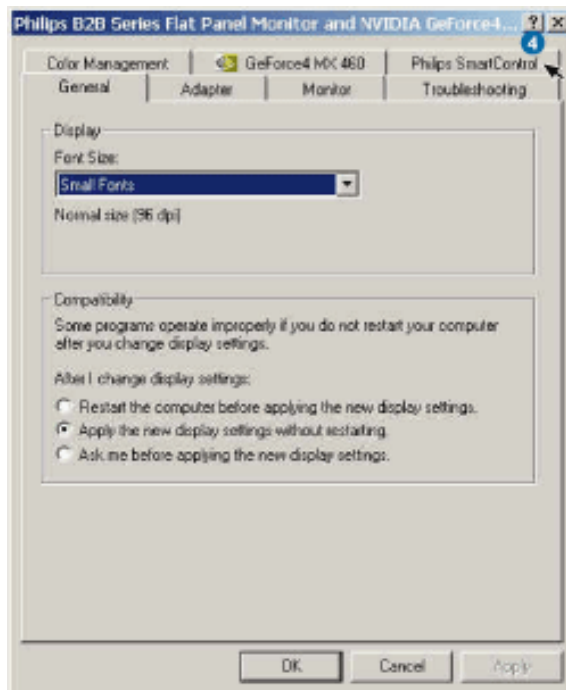 Philips B2B Series Flat Panel Monitor and NVIDIA GeForce4... ? X
4
Color Management GeForce4 MX 460 Philips SmartControl
General Adapter Monitor Troubleshooting
Display
Font Size:
Small Fonts
Normal size (96 dpi)
Compatibility
Some programs operate improperly if you do not restart your computer
after you change display settings.
After I change display settings:
Restart the computer before applying the new display settings.
Apply the new display settings without restarting.
Ask me before applying the new display settings.
OK Cancel Apply